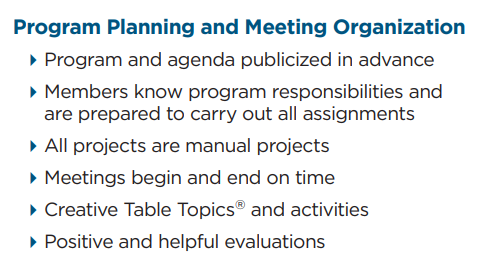 Program Planning and Meeting Organization
Program and agenda publicized in advance
Members know program responsibilities and
are prepared to carry out all assignments
All projects are manual projects
Meetings begin and end on time
Creative Table Topics® and activities
Positive and helpful evaluations